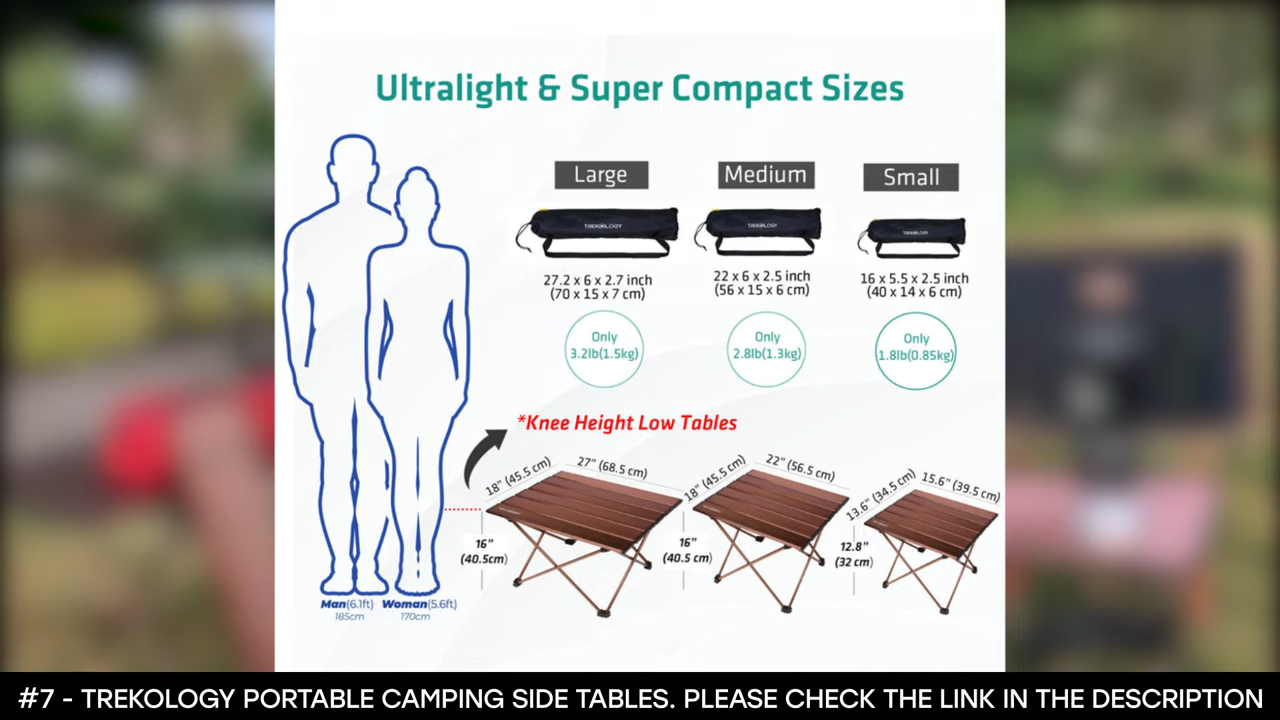 Ultralight & Super Compact Sizes
Large
Medium
Small
TREKOLOGY
TREKOLOGY
TREKOLOGY
27.2 x 6 x 2.7 inch
(70 x 15 x 7 cm)
22 x 6 x 2.5 inch
(56 x 15 x 6 cm)
16 x 5.5 x 2.5 inch
(40 x 14 x 6 cm)
Only
3.2lb(1.5kg)
Only
2.8lb(1.3kg)
Only
1.8lb(0.85kg)
*Knee Height Low Tables
18" (45.5 cm)
27" (68.5 cm)
18" (45.5 cm)
22" (56.5 cm)
13.6" (34.5 cm)
15.6" (39.5 cm)
16"
(40.5cm)
16"
(40.5 cm)
12.8"
(32 cm)
Man(6.1ft)
185cm
Woman(5.6ft)
170cm
#7 - TREKOLOGY PORTABLE CAMPING SIDE TABLES. PLEASE CHECK THE LINK IN THE DESCRIPTION